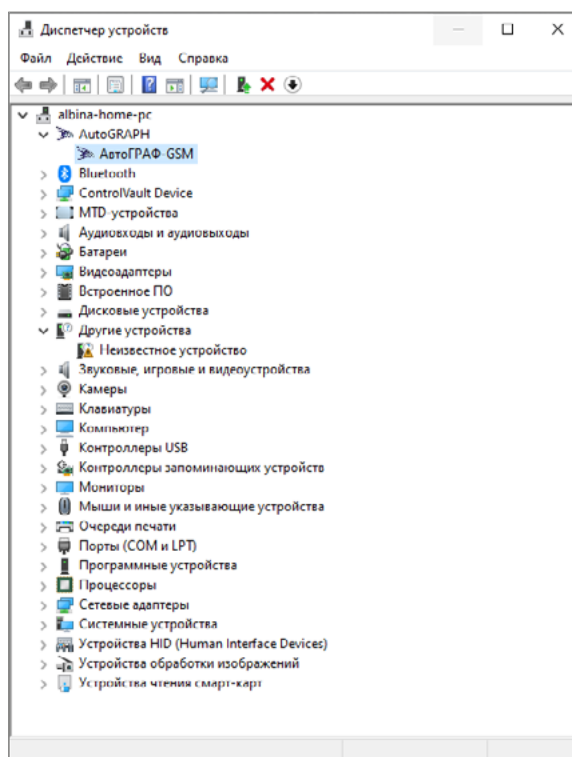 Диспетчер устройств
Файл Действие Вид Справка
albina-home-pc
AutoGRAPH
АвтоГРАФ-GSM
Bluetooth
ControlVault Device
MTD-устройства
Аудиовходы и аудиовыходы
Батареи
Видеоадаптеры
Встроенное ПО
Дисковые устройства
Другие устройства
Неизвестное устройство
Звуковые, игровые и видеоустройства
Камеры
Клавиатуры
Компьютер
Контроллеры USB
Контроллеры запоминающих устройств
Мониторы
Мыши и иные указывающие устройства
Очереди печати
Порты (COM и LPT)
Программные устройства
Процессоры
Сетевые адаптеры
Системные устройства
Устройства HID (Human Interface Devices)
Устройства обработки изображений
Устройства чтения смарт-карт